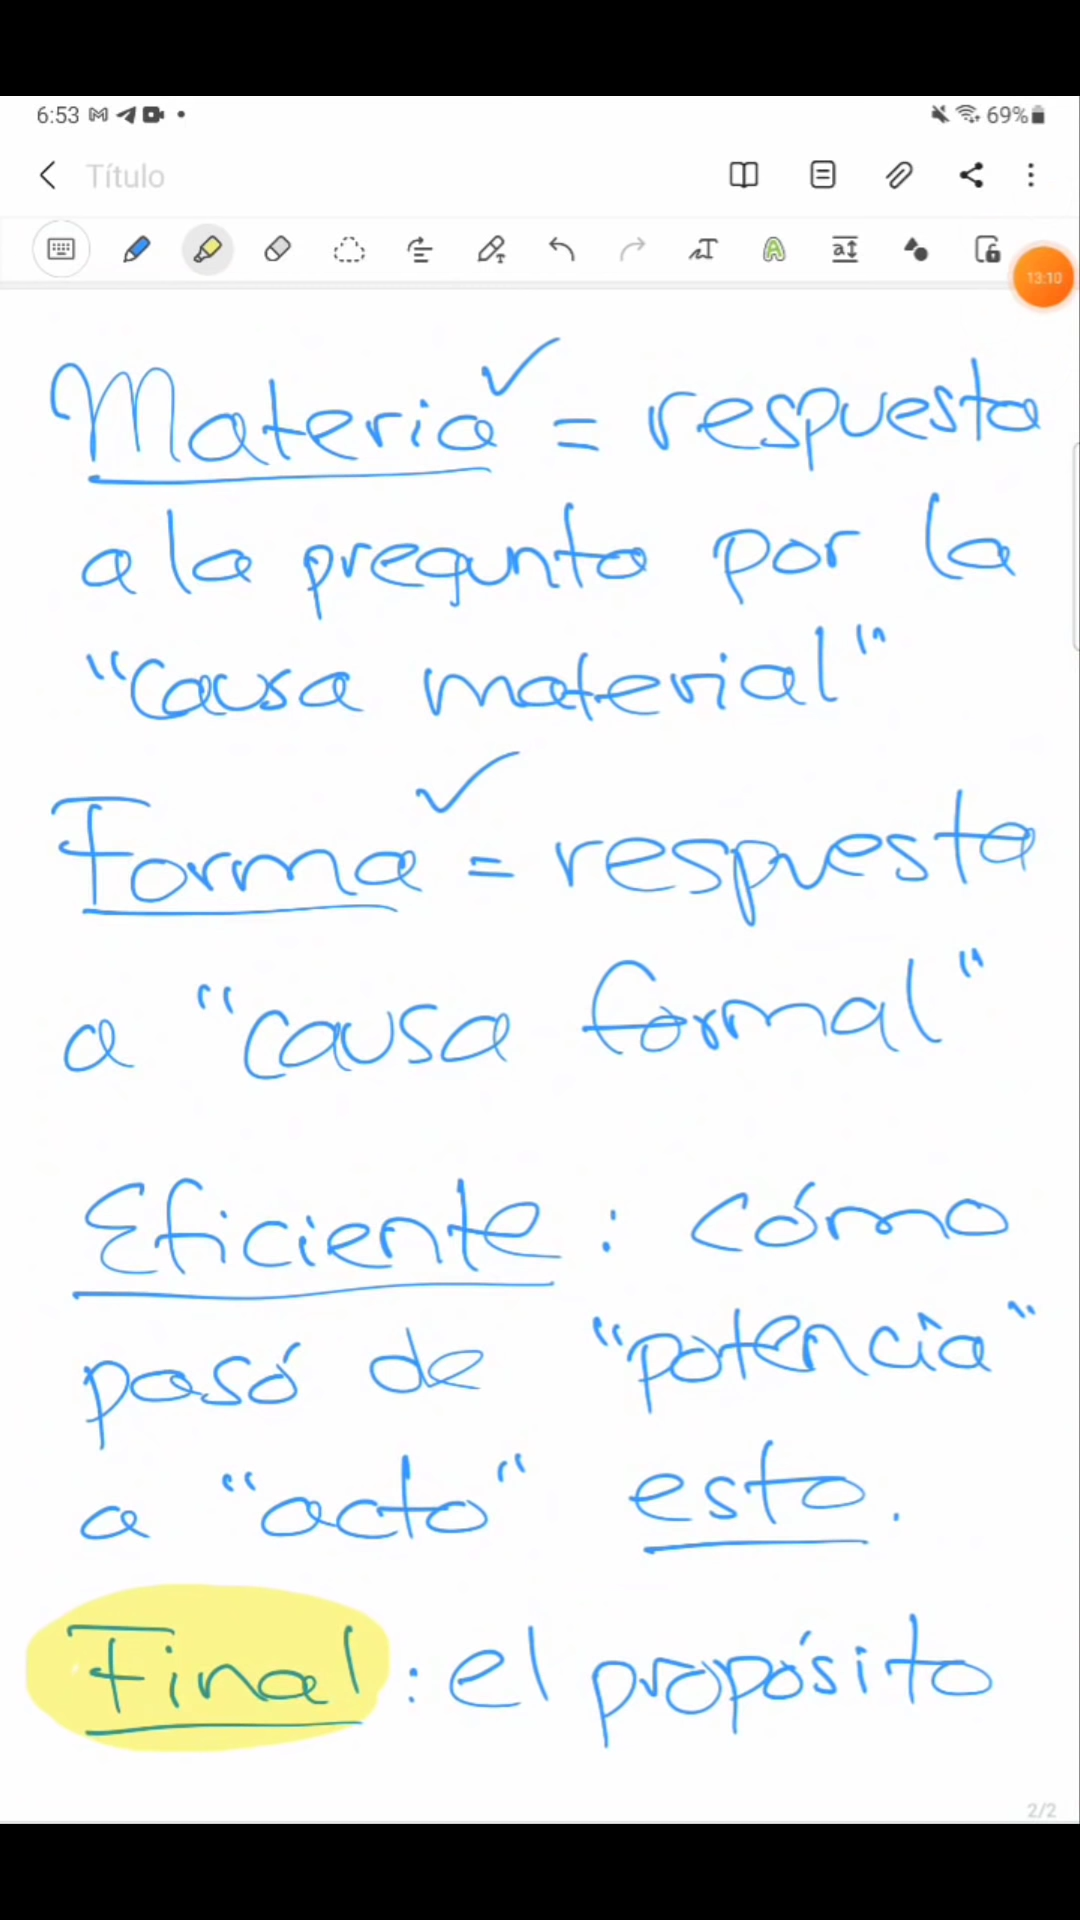 6:53
69%
Título
13:10
Materia ✓ = respuesta
a la pregunta por la
"causa material"
Forma ✓ = respuesta
a "causa formal"
Eficiente : cómo
pasó de "potencia"
a "acto" esto.
Final : el propósito
2/2